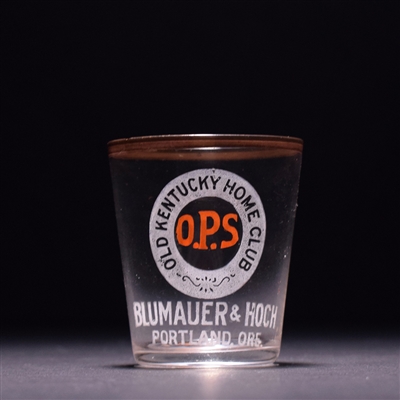 OLD KENTUCKY HOME CLUB
O.P.S
BLUMAUER & HOCH
PORTLAND, ORE.